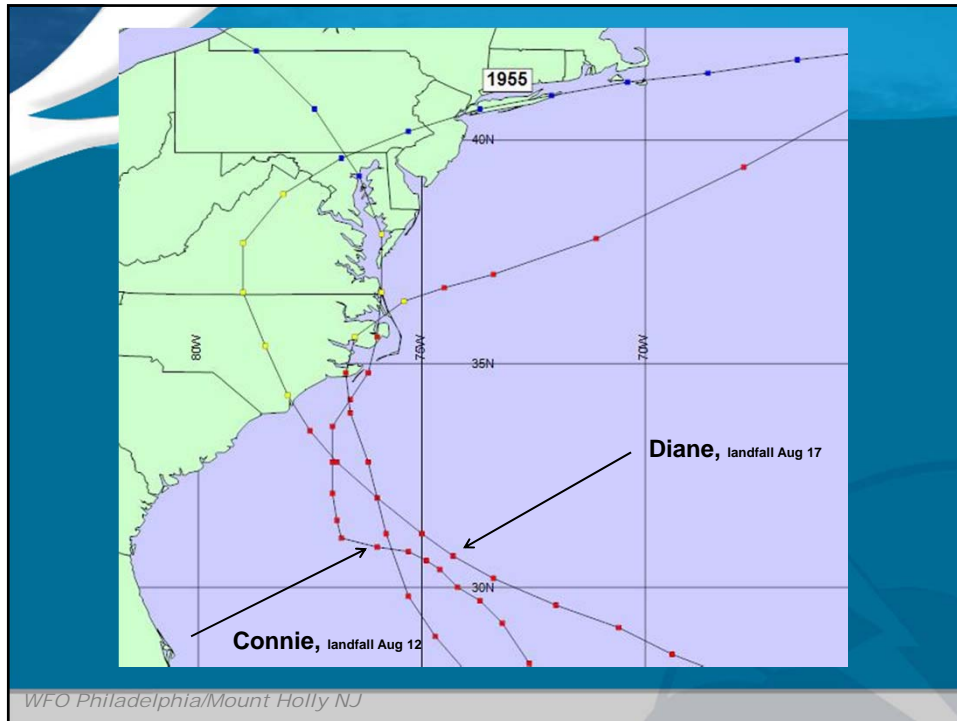 1955
40N
80W
75W
70W
35N
Diane, landfall Aug 17
30N
Connie, landfall Aug 12
WFO Philadelphia/Mount Holly NJ